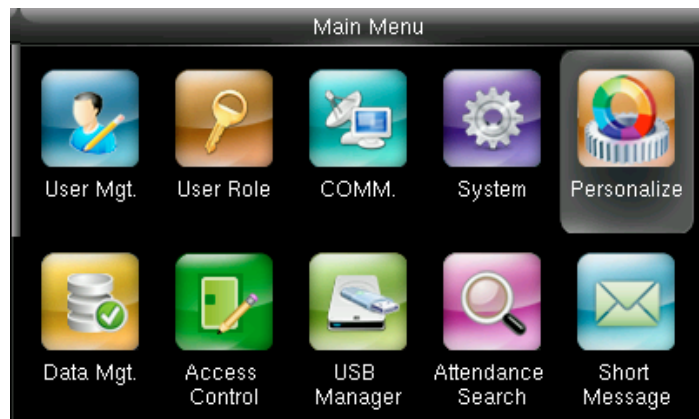 Main Menu
User Mgt.
User Role
COMM.
System
Personalize
Data Mgt.
Access
Control
USB
Manager
Attendance
Search
Short
Message